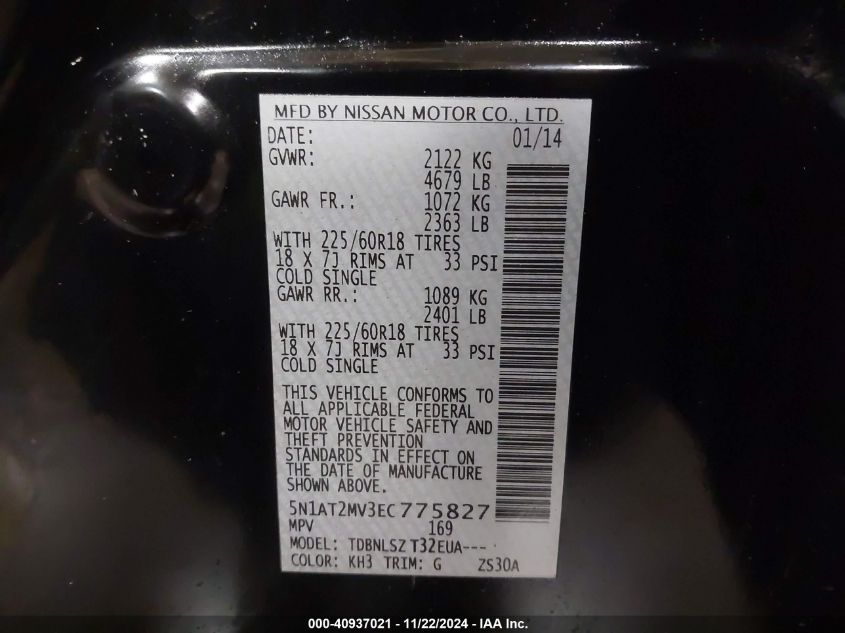 MFD BY NISSAN MOTOR CO., LTD.
DATE: 01/14
GVWR: 2122 KG
4679 LB
GAWR FR.: 1072 KG
2363 LB
WITH 225/60R18 TIRES
18 X 7J RIMS AT 33 PSI
COLD SINGLE
GAWR RR.: 1089 KG
2401 LB
WITH 225/60R18 TIRES
18 X 7J RIMS AT 33 PSI
COLD SINGLE
THIS VEHICLE CONFORMS TO
ALL APPLICABLE FEDERAL
MOTOR VEHICLE SAFETY AND
THEFT PREVENTION
STANDARDS IN EFFECT ON
THE DATE OF MANUFACTURE
SHOWN ABOVE.
5N1AT2MV3EC775827
MPV 169
MODEL: TDBNLSZ T32EUA---
COLOR: KH3 TRIM: G ZS30A
000-40937021 - 11/22/2024 - IAA Inc.